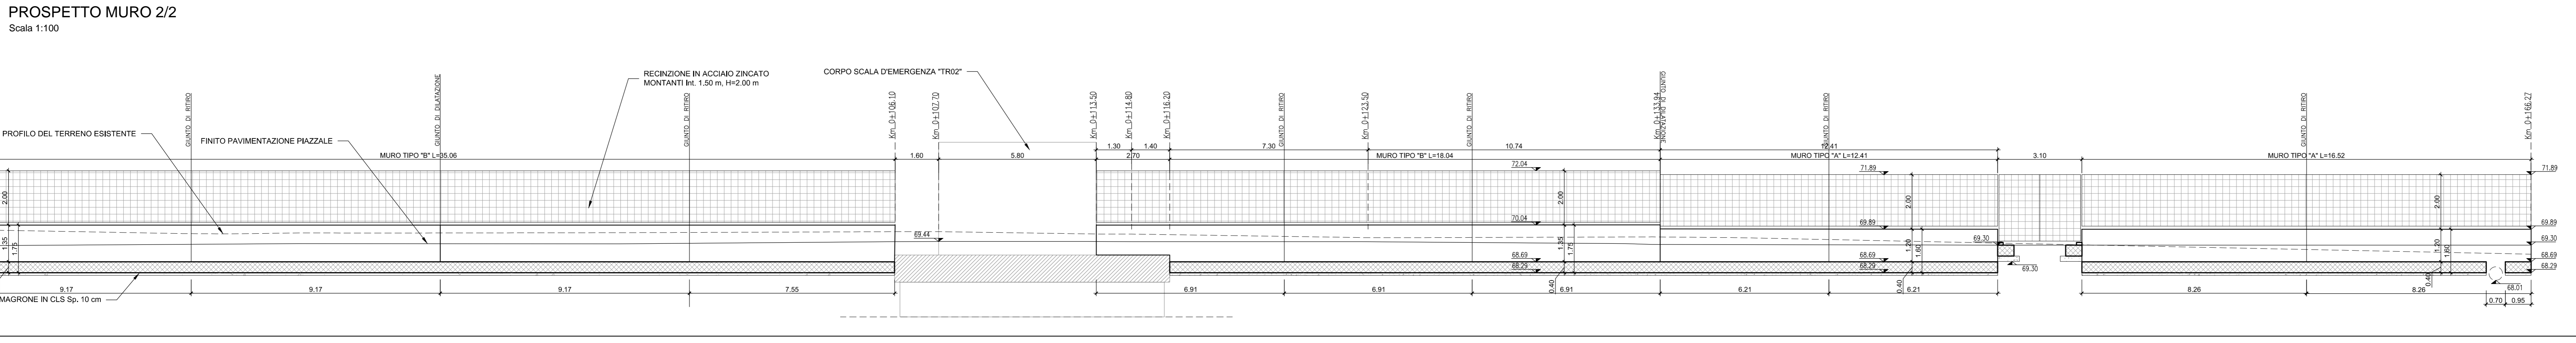 PROSPETTO MURO 2/2
Scala 1:100
RECINZIONE IN ACCIAIO ZINCATO
MONTANTI Int. 1,50 m, H=2.00 m
CORPO SCALA D'EMERGENZA "TR02"
PROFILO DEL TERRENO ESISTENTE
FINITO PAVIMENTAZIONE PIAZZALE
GIUNTO DI RITIRO
GIUNTO DI DILATAZIONE
GIUNTO DI RITIRO
Km 0+106.10
Km 0+107.70
Km 0+113.50
Km 0+114.80
Km 0+116.20
GIUNTO DI RITIRO
Km 0+123.50
GIUNTO DI RITIRO
Km 0+133.94
GIUNTO DI DILATAZIONE
GIUNTO DI RITIRO
GIUNTO DI RITIRO
Km 0+166.27
1.30
1.40
7.30
10.74
12.41
MURO TIPO "B" L=35.06
1.60
5.80
2.70
MURO TIPO "B" L=18.04
MURO TIPO "A" L=12.41
3.10
MURO TIPO "A" L=16.52
72.04
71.89
71.89
2.00
2.00
2.00
2.00
70.04
69.89
69.89
69.44
69.30
69.30
1.35
1.75
1.35
1.75
1.20
1.60
1.20
1.60
68.69
68.69
68.69
68.29
68.29
68.29
69.30
0.40
0.40
0.40
68.01
MAGRONE IN CLS Sp. 10 cm
9.17
9.17
9.17
7.55
6.91
6.91
6.91
6.21
6.21
8.26
8.26
0.70
0.95